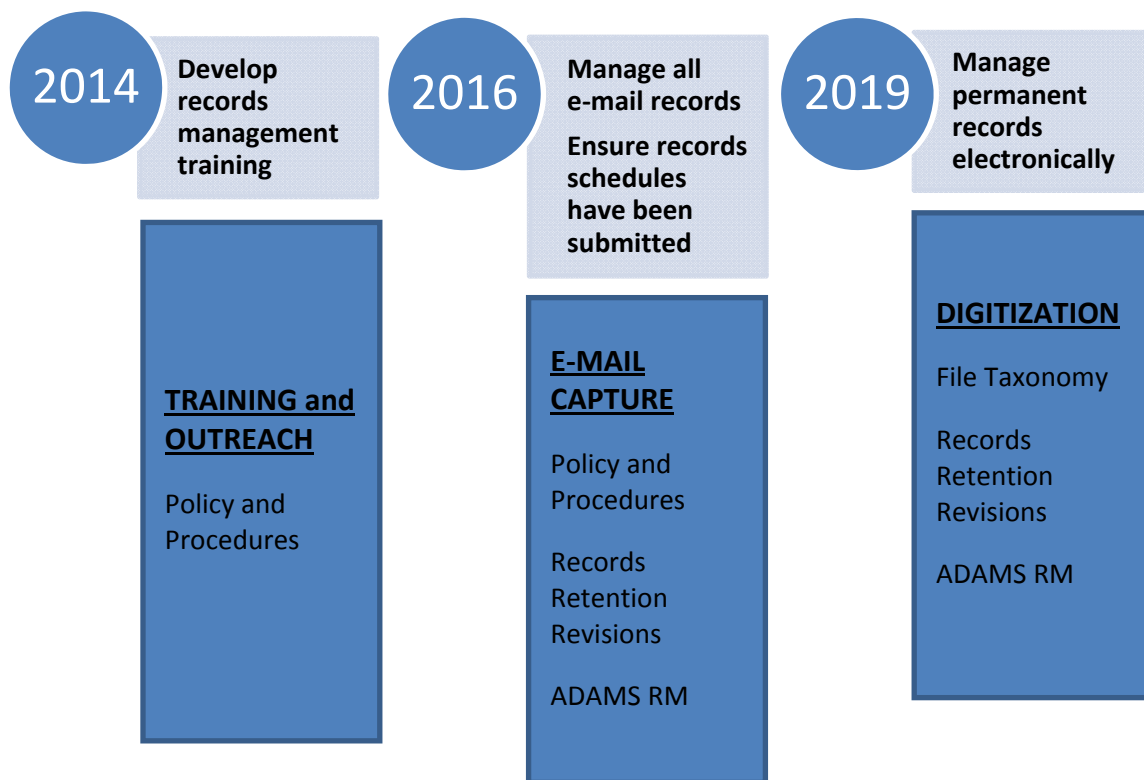 2014
Develop
records
management
training
TRAINING and
OUTREACH
Policy and
Procedures
2016
Manage all
e-mail records
Ensure records
schedules
have been
submitted
E-MAIL
CAPTURE
Policy and
Procedures
Records
Retention
Revisions
ADAMS RM
2019
Manage
permanent
records
electronically
DIGITIZATION
File Taxonomy
Records
Retention
Revisions
ADAMS RM